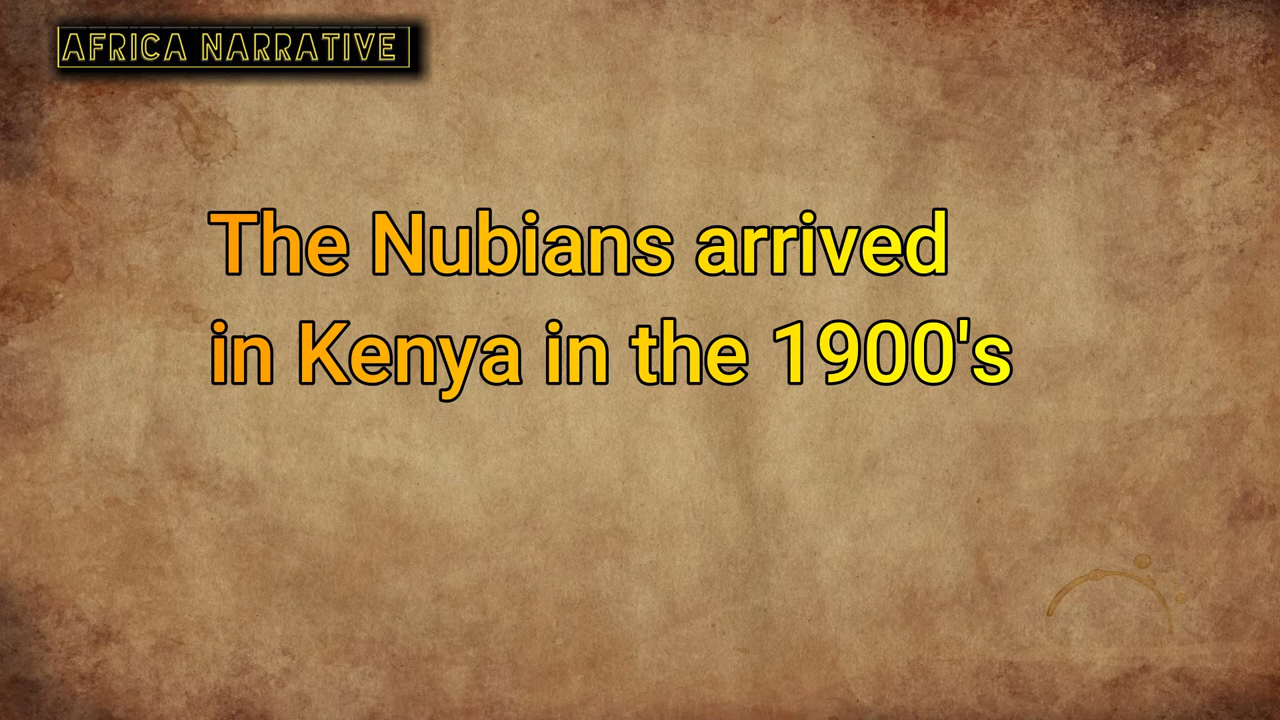 AFRICA NARRATIVE
The Nubians arrived
in Kenya in the 1900's